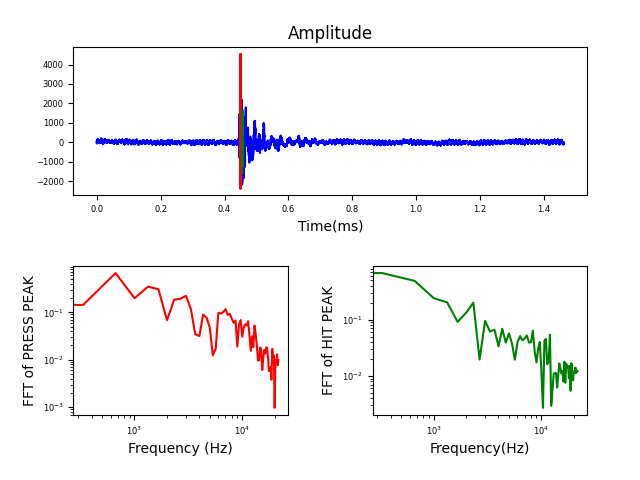 Amplitude
4000
3000
2000
1000
0
−1000
−2000
0.0 0.2 0.4 0.6 0.8 1.0 1.2 1.4
Time(ms)
FFT of PRESS PEAK
10⁻¹
10⁻²
10⁻³
10³ 10⁴
Frequency (Hz)
FFT of HIT PEAK
10⁻¹
10⁻²
10³ 10⁴
Frequency(Hz)